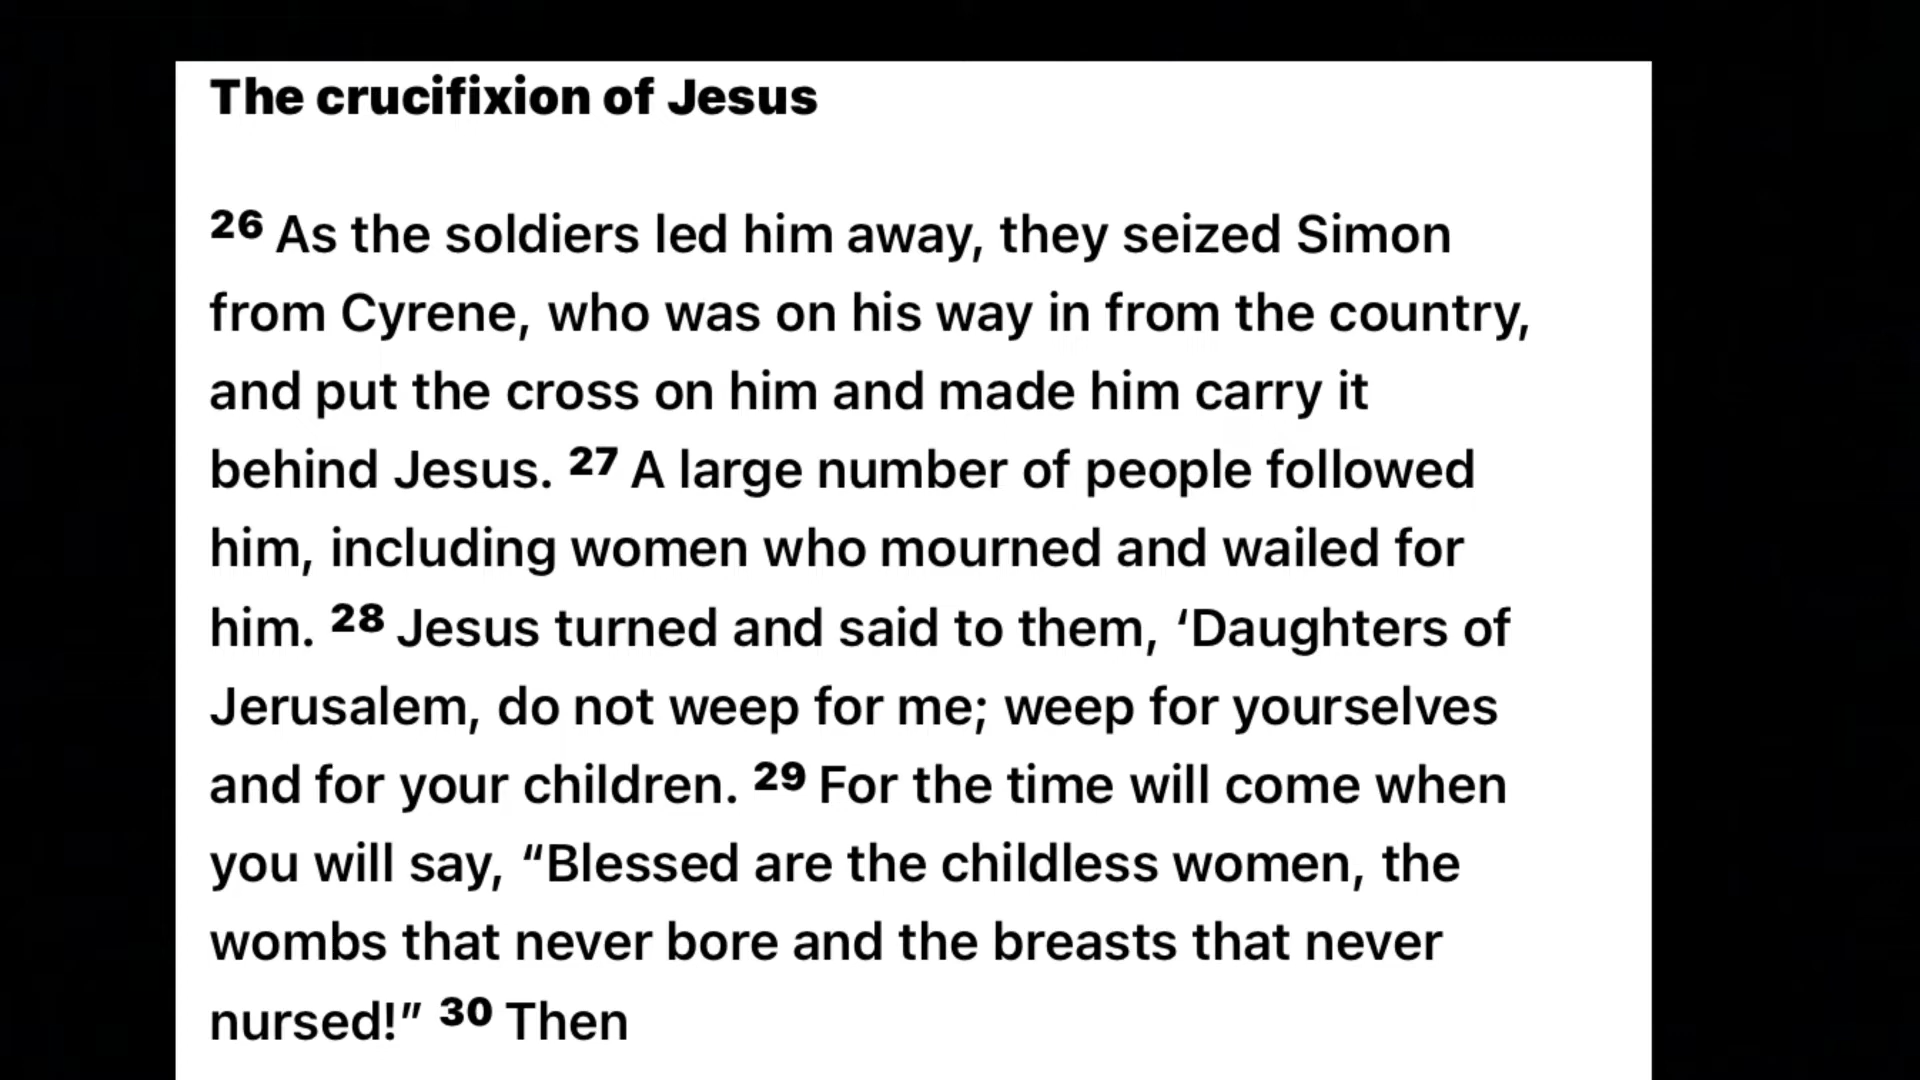 The crucifixion of Jesus
26 As the soldiers led him away, they seized Simon
from Cyrene, who was on his way in from the country,
and put the cross on him and made him carry it
behind Jesus. 27 A large number of people followed
him, including women who mourned and wailed for
him. 28 Jesus turned and said to them, ‘Daughters of
Jerusalem, do not weep for me; weep for yourselves
and for your children. 29 For the time will come when
you will say, “Blessed are the childless women, the
wombs that never bore and the breasts that never
nursed!” 30 Then